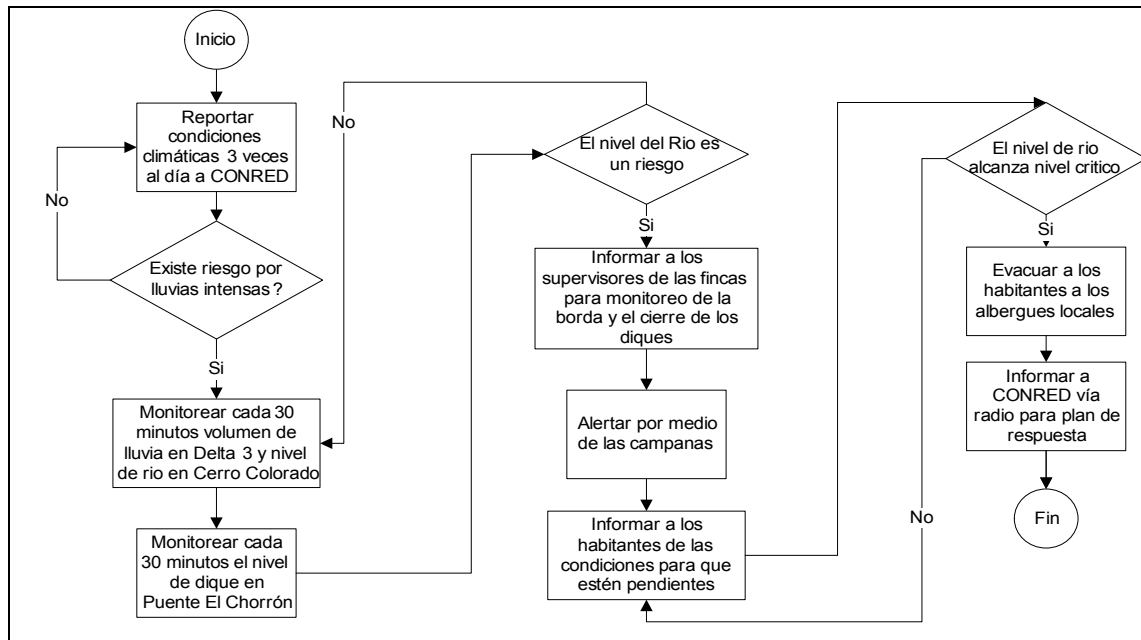 Inicio
Reportar
condiciones
climáticas 3 veces
al día a CONRED
No
Existe riesgo por
lluvias intensas ?
Si
Monitorear cada 30
minutos volumen de
lluvia en Delta 3 y nivel
de rio en Cerro Colorado
Monitorear cada
30 minutos el nivel
de dique en
Puente El Chorrón
No
El nivel del Rio es
un riesgo
Si
Informar a los
supervisores de las fincas
para monitoreo de la
borda y el cierre de los
diques
Alertar por medio
de las campanas
Informar a los
habitantes de las
condiciones para que
estén pendientes
El nivel de rio
alcanza nivel critico
No
Si
Evacuar a los
habitantes a los
albergues locales
Informar a
CONRED vía
radio para plan de
respuesta
Fin